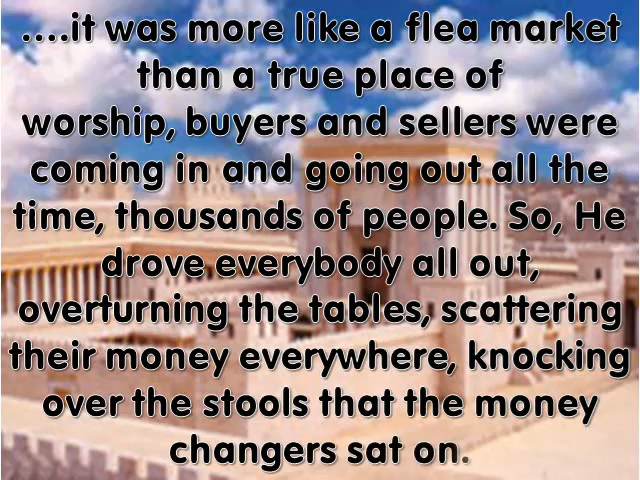 ....it was more like a flea market
than a true place of
worship, buyers and sellers were
coming in and going out all the
time, thousands of people. So, He
drove everybody all out,
overturning the tables, scattering
their money everywhere, knocking
over the stools that the money
changers sat on.